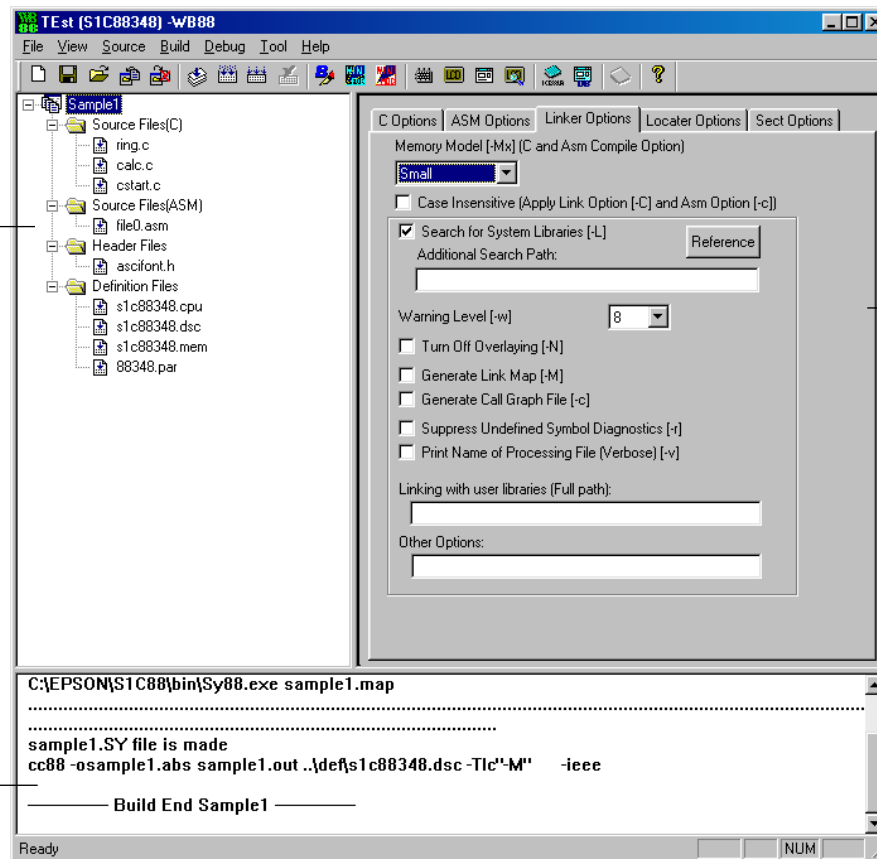 TEst (S1C88348) -WB88
File View Source Build Debug Tool Help
Sample1
Source Files(C)
ring.c
calc.c
cstart.c
Source Files(ASM)
file0.asm
Header Files
ascifont.h
Definition Files
s1c88348.cpu
s1c88348.dsc
s1c88348.mem
88348.par
C Options ASM Options Linker Options Locater Options Sect Options
Memory Model [-Mx] (C and Asm Compile Option)
Small
Case Insensitive (Apply Link Option [-C] and Asm Option [-c])
Search for System Libraries [-L]
Reference
Additional Search Path:
Warning Level [-w] 8
Turn Off Overlaying [-N]
Generate Link Map [-M]
Generate Call Graph File [-c]
Suppress Undefined Symbol Diagnostics [-r]
Print Name of Processing File (Verbose) [-v]
Linking with user libraries (Full path):
Other Options:
C:\EPSON\S1C88\bin\Sy88.exe sample1.map
sample1.SY file is made
cc88 -osample1.abs sample1.out ..\def\s1c88348.dsc -Tlc"-M" -ieee
Build End Sample1
Ready NUM